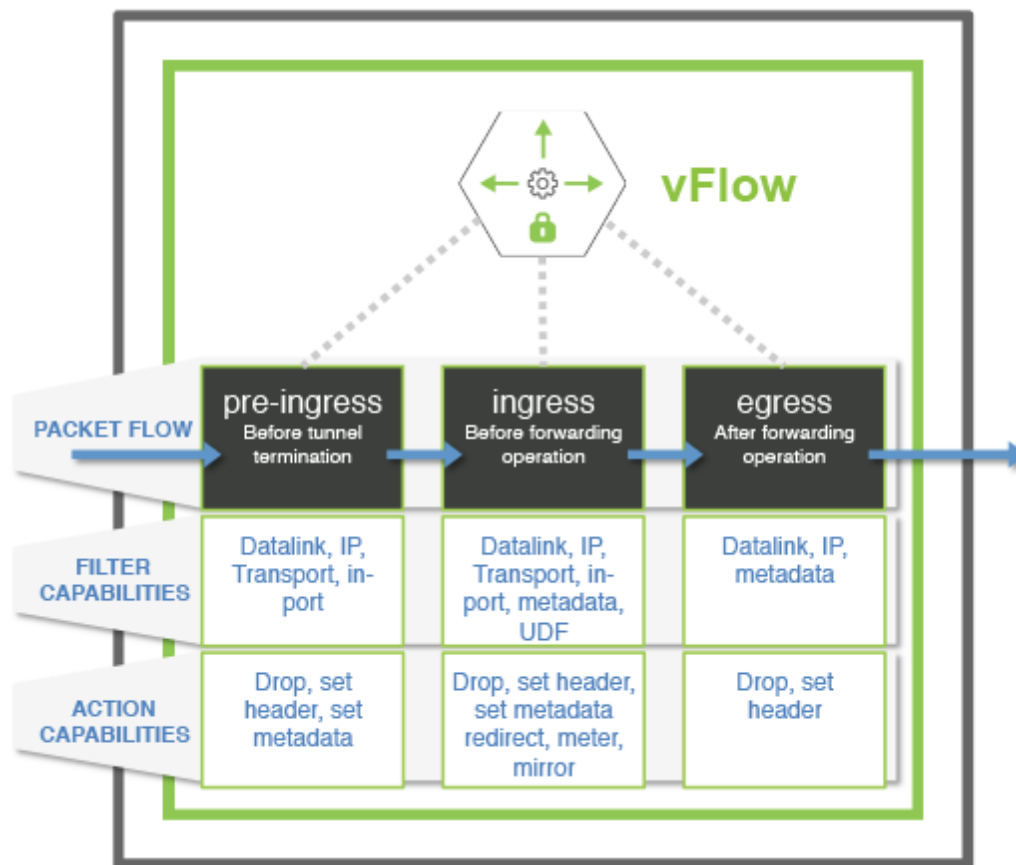 vFlow
PACKET FLOW
pre-ingress
Before tunnel
termination
ingress
Before forwarding
operation
egress
After forwarding
operation
FILTER
CAPABILITIES
Datalink, IP,
Transport, in-
port
Datalink, IP,
Transport, in-
port, metadata,
UDF
Datalink, IP,
metadata
ACTION
CAPABILITIES
Drop, set
header, set
metadata
Drop, set header,
set metadata
redirect, meter,
mirror
Drop, set
header